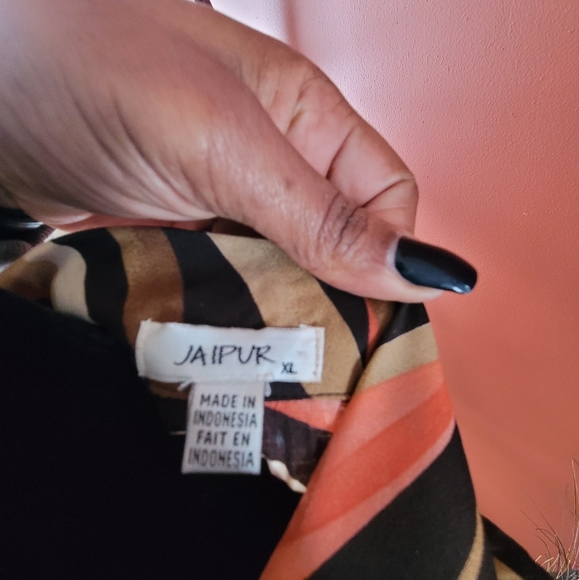 JAIPUR
XL
MADE IN
INDONESIA
FAIT EN
INDONESIA